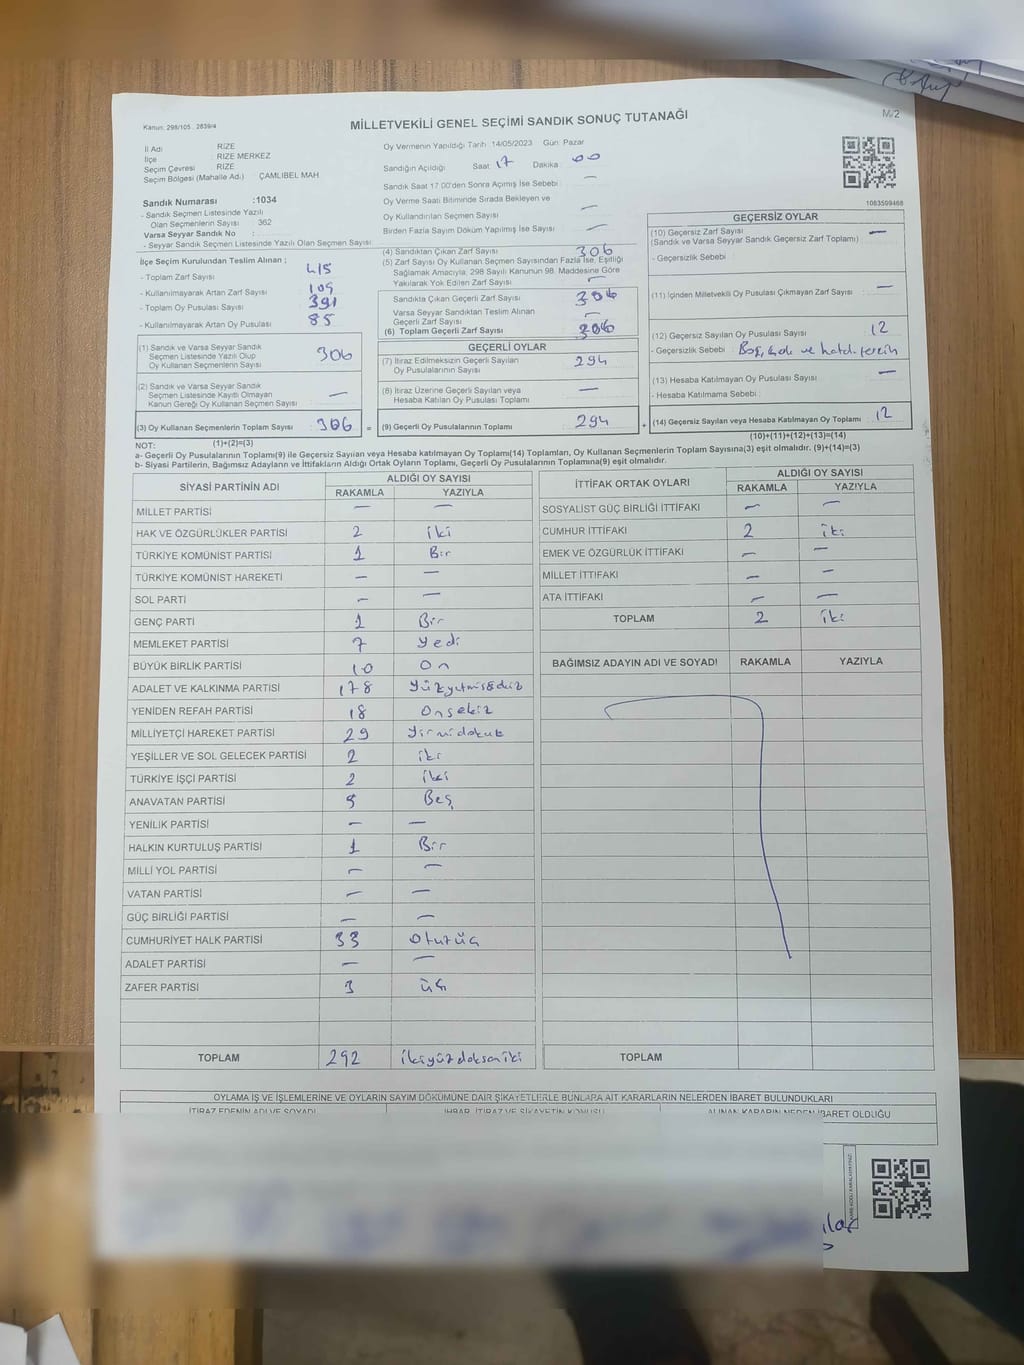 Kanun: 298/105, 2839/4
MİLLETVEKİLİ GENEL SEÇİMİ SANDIK SONUÇ TUTANAĞI
M/2
İl Adı : RİZE
İlçe : RİZE MERKEZ
Seçim Çevresi : RİZE
Seçim Bölgesi (Mahalle Adı) : ÇAMLIBEL MAH
Sandık Numarası :1034
- Sandık Seçmen Listesinde Yazılı
Olan Seçmenlerin Sayısı : 362
Varsa Seyyar Sandık No :
- Seyyar Sandık Seçmen Listesinde Yazılı Olan Seçmen Sayısı:
Oy Vermenin Yapıldığı Tarih 14/05/2023 Gün Pazar
Sandığın Açıldığı Saat 17 Dakika 00
Sandık Saat 17.00'den Sonra Açımış İse Sebebi : —
Oy Verme Saati Bitiminde Sırada Bekleyen ve
Oy Kullandırılan Seçmen Sayısı —
Birden Fazla Sayım Döküm Yapılmış İse Sayısı : —
1083599468
İlçe Seçim Kurulundan Teslim Alınan ;
- Toplam Zarf Sayısı : 415
- Kullanılmayarak Artan Zarf Sayısı : 109
- Toplam Oy Pusulası Sayısı : 391
- Kullanılmayarak Artan Oy Pusulası : 85
(4) Sandıktan Çıkan Zarf Sayısı 306
(5) Zarf Sayısı Oy Kullanan Seçmen Sayısından Fazla İse, Eşitliği
Sağlamak Amacıyla, 298 Sayılı Kanunun 98. Maddesine Göre
Yakılarak Yok Edilen Zarf Sayısı —
Sandıkta Çıkan Geçerli Zarf Sayısı : 306
Varsa Seyyar Sandıktan Teslim Alınan
Geçerli Zarf Sayısı —
(6) Toplam Geçerli Zarf Sayısı : 306
GEÇERSİZ OYLAR
(10) Geçersiz Zarf Sayısı —
(Sandık ve Varsa Seyyar Sandık Geçersiz Zarf Toplamı)
- Geçersizlik Sebebi
(11) İçinden Milletvekili Oy Pusulası Çıkmayan Zarf Sayısı : —
(12) Geçersiz Sayılan Oy Pusulası Sayısı 12
- Geçersizlik Sebebi :
(13) Hesaba Katılmayan Oy Pusulası Sayısı —
- Hesaba Katılmama Sebebi :
(14) Geçersiz Sayılan veya Hesaba Katılmayan Oy Toplamı : 12
(10)+(11)+(12)+(13)=(14)
(1) Sandık ve Varsa Seyyar Sandık
Seçmen Listesinde Yazılı Olup
Oy Kullanan Seçmenlerin Sayısı : 306
(2) Sandık ve Varsa Seyyar Sandık
Seçmen Listesinde Kayıtlı Olmayan
Kanun Gereği Oy Kullanan Seçmen Sayısı : —
(3) Oy Kullanan Seçmenlerin Toplam Sayısı : 306
=
GEÇERLİ OYLAR
(7) İtiraz Edilmeksizin Geçerli Sayılan
Oy Pusulalarının Sayısı : 294
(8) İtiraz Üzerine Geçerli Sayılan veya
Hesaba Katılan Oy Pusulası Toplamı : —
(9) Geçerli Oy Pusulalarının Toplamı : 294
+
NOT: (1)+(2)=(3)
a- Geçerli Oy Pusulalarının Toplamı(9) ile Geçersiz Sayılan veya Hesaba katılmayan Oy Toplamı(14) Toplamları, Oy Kullanan Seçmenlerin Toplam Sayısına(3) eşit olmalıdır. (9)+(14)=(3)
b- Siyasi Partilerin, Bağımsız Adayların ve İttifakların Aldığı Ortak Oyların Toplamı, Geçerli Oy Pusulalarının Toplamına(9) eşit olmalıdır.
SİYASİ PARTİNİN ADI ALDIĞI OY SAYISI
RAKAMLA YAZIYLA
MİLLET PARTİSİ — —
HAK VE ÖZGÜRLÜKLER PARTİSİ 2 iki
TÜRKİYE KOMÜNİST PARTİSİ 1 Bir
TÜRKİYE KOMÜNİST HAREKETİ — —
SOL PARTİ — —
GENÇ PARTİ 1 Bir
MEMLEKET PARTİSİ 7 Yedi
BÜYÜK BİRLİK PARTİSİ 10 On
ADALET VE KALKINMA PARTİSİ 178
YENİDEN REFAH PARTİSİ 18 Onsekiz
MİLLİYETÇİ HAREKET PARTİSİ 29 Yirmidokuz
YEŞİLLER VE SOL GELECEK PARTİSİ 2 iki
TÜRKİYE İŞÇİ PARTİSİ 2 iki
ANAVATAN PARTİSİ 5 Beş
YENİLİK PARTİSİ — —
HALKIN KURTULUŞ PARTİSİ 1 Bir
MİLLİ YOL PARTİSİ — —
VATAN PARTİSİ — —
GÜÇ BİRLİĞİ PARTİSİ — —
CUMHURİYET HALK PARTİSİ 33 Otuzüç
ADALET PARTİSİ — —
ZAFER PARTİSİ 3 üç
TOPLAM 292 ikiyüzdoksaniki
İTTİFAK ORTAK OYLARI ALDIĞI OY SAYISI
RAKAMLA YAZIYLA
SOSYALİST GÜÇ BİRLİĞİ İTTİFAKI — —
CUMHUR İTTİFAKI 2 iki
EMEK VE ÖZGÜRLÜK İTTİFAKI — —
MİLLET İTTİFAKI — —
ATA İTTİFAKI — —
TOPLAM 2 iki
BAĞIMSIZ ADAYIN ADI VE SOYADI RAKAMLA YAZIYLA
TOPLAM
OYLAMA İŞ VE İŞLEMLERİNE VE OYLARIN SAYIM DÖKÜMÜNE DAİR ŞİKAYETLERLE BUNLARA AİT KARARLARIN NELERDEN İBARET BULUNDUKLARI
İTİRAZ EDENİN ADI VE SOYADI İHBAR, İTİRAZ VE ŞİKAYETİN KONUSU ALINAN KARARIN NEDEN İBARET OLDUĞU